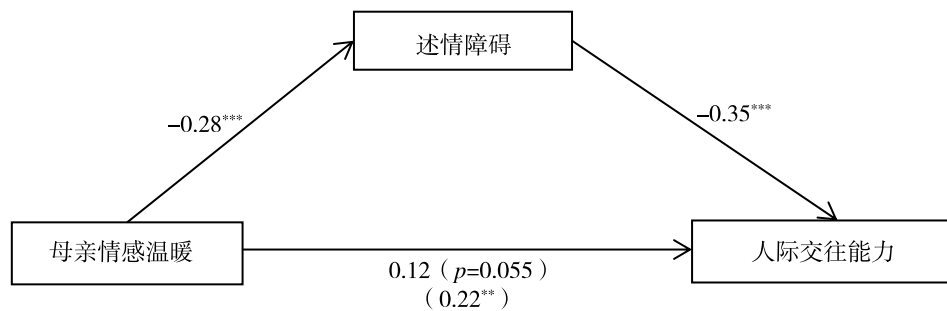 述情障碍
−0.28***
−0.35***
母亲情感温暖
人际交往能力
0.12（p=0.055）
（0.22**）